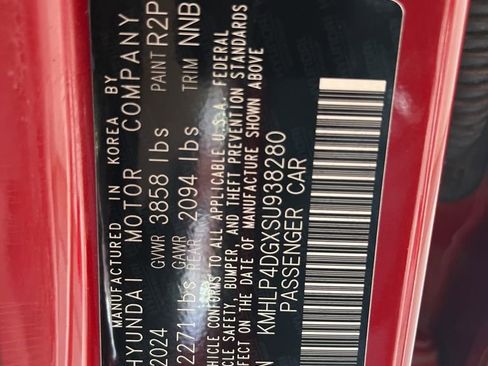 MANUFACTURED IN KOREA BY
HYUNDAI MOTOR COMPANY
2024 GVWR 3858 lbs PAINT R2P
2271 lbs GAWR REAR 2094 lbs TRIM NNB
VEHICLE CONFORMS TO ALL APPLICABLE U.S.A. FEDERAL
VEHICLE SAFETY, BUMPER, AND THEFT PREVENTION STANDARDS
EFFECT ON THE DATE OF MANUFACTURE SHOWN ABOVE
KMHLP4DGXSU938280
PASSENGER CAR